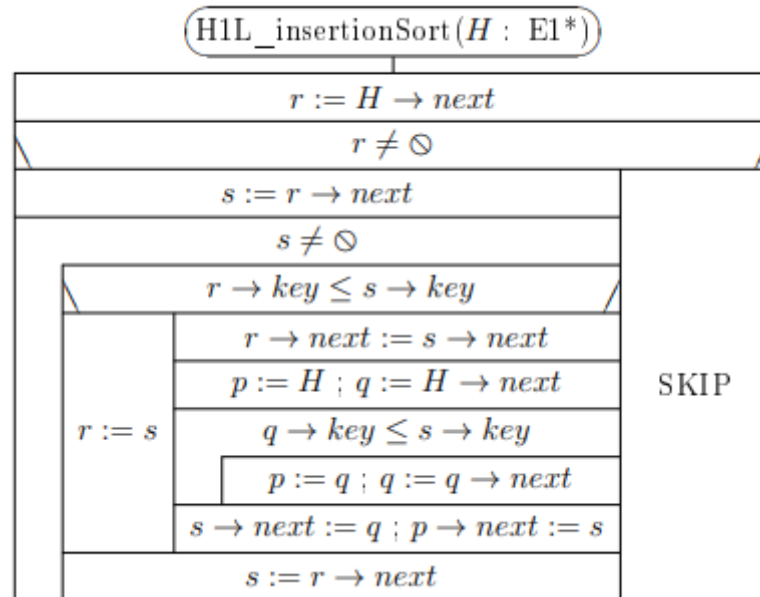 H1L_insertionSort(H : E1*)
r := H → next
r ≠ ⦸
s := r → next
s ≠ ⦸
r → key ≤ s → key
r → next := s → next
p := H ; q := H → next
SKIP
r := s
q → key ≤ s → key
p := q ; q := q → next
s → next := q ; p → next := s
s := r → next